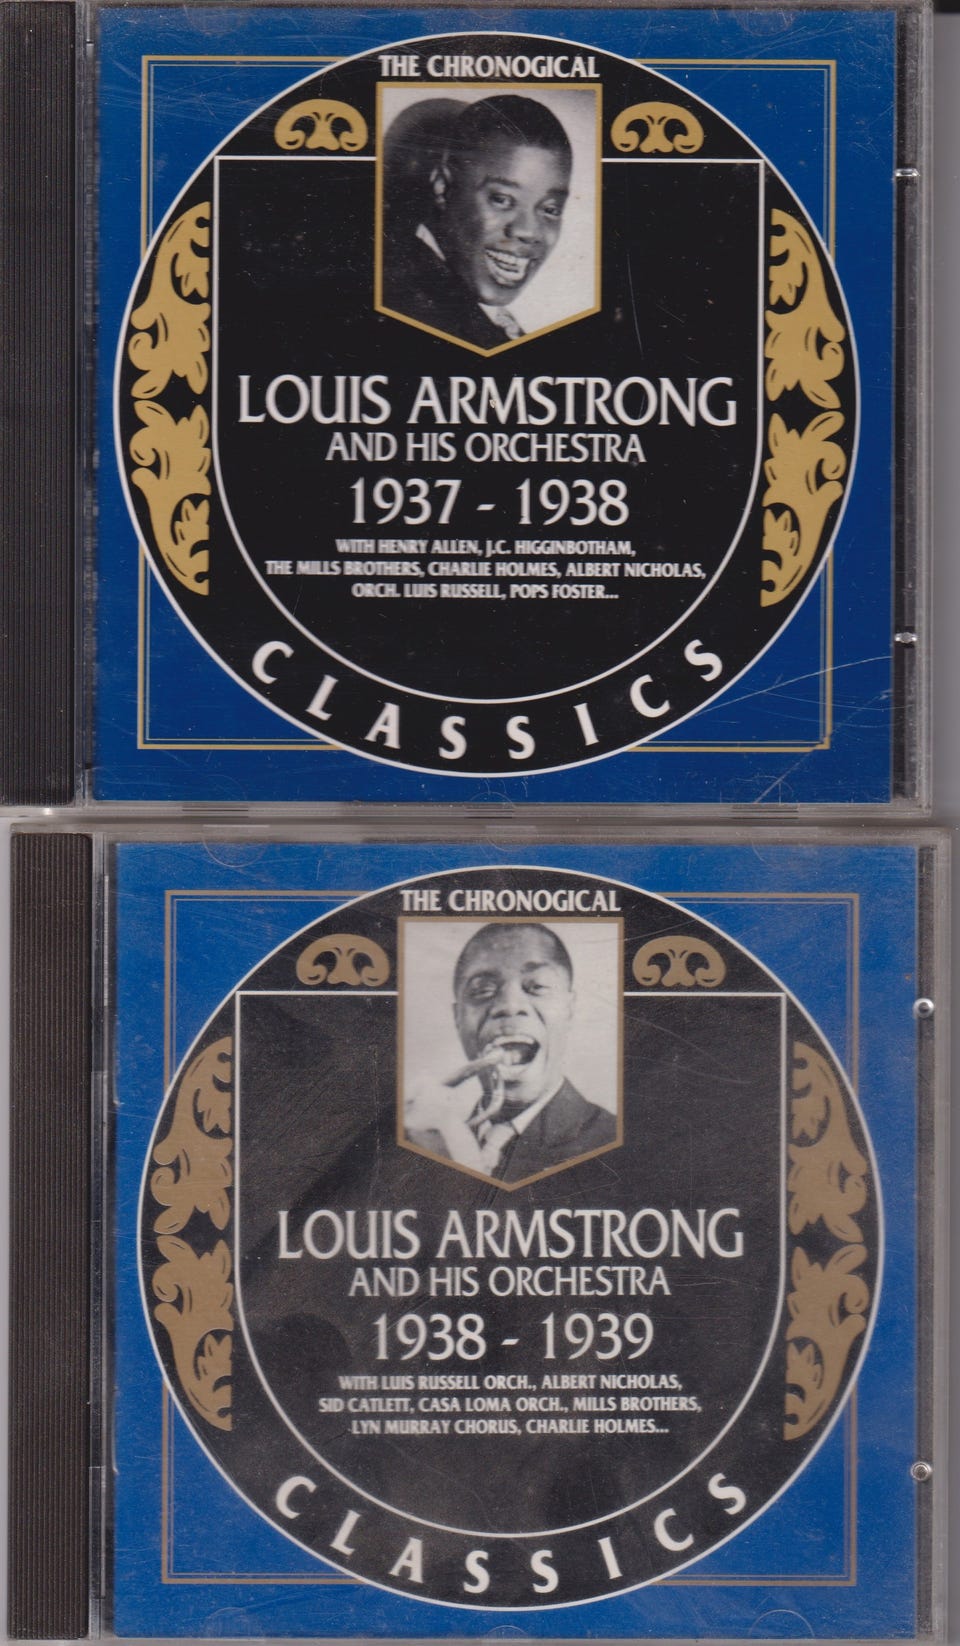 THE CHRONOGICAL
LOUIS ARMSTRONG
AND HIS ORCHESTRA
1937 - 1938
WITH HENRY ALLEN, J.C. HIGGINBOTHAM,
THE MILLS BROTHERS, CHARLIE HOLMES, ALBERT NICHOLAS,
ORCH. LUIS RUSSELL, POPS FOSTER...
CLASSICS
THE CHRONOGICAL
LOUIS ARMSTRONG
AND HIS ORCHESTRA
1938 - 1939
WITH LUIS RUSSELL ORCH., ALBERT NICHOLAS,
SID CATLETT, CASA LOMA ORCH., MILLS BROTHERS,
LYN MURRAY CHORUS, CHARLIE HOLMES...
CLASSICS